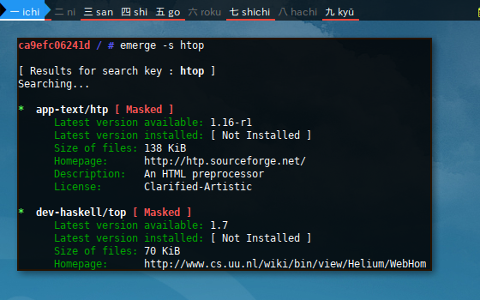 一 ichi 二 ni 三 san 四 shi 五 go 六 roku 七 shichi 八 hachi 九 kyū
ca9efc06241d / # emerge -s htop
[ Results for search key : htop ]
Searching...
* app-text/htp [ Masked ]
Latest version available: 1.16-r1
Latest version installed: [ Not Installed ]
Size of files: 138 KiB
Homepage: http://htp.sourceforge.net/
Description: An HTML preprocessor
License: Clarified-Artistic
* dev-haskell/top [ Masked ]
Latest version available: 1.7
Latest version installed: [ Not Installed ]
Size of files: 70 KiB
Homepage: http://www.cs.uu.nl/wiki/bin/view/Helium/WebHom